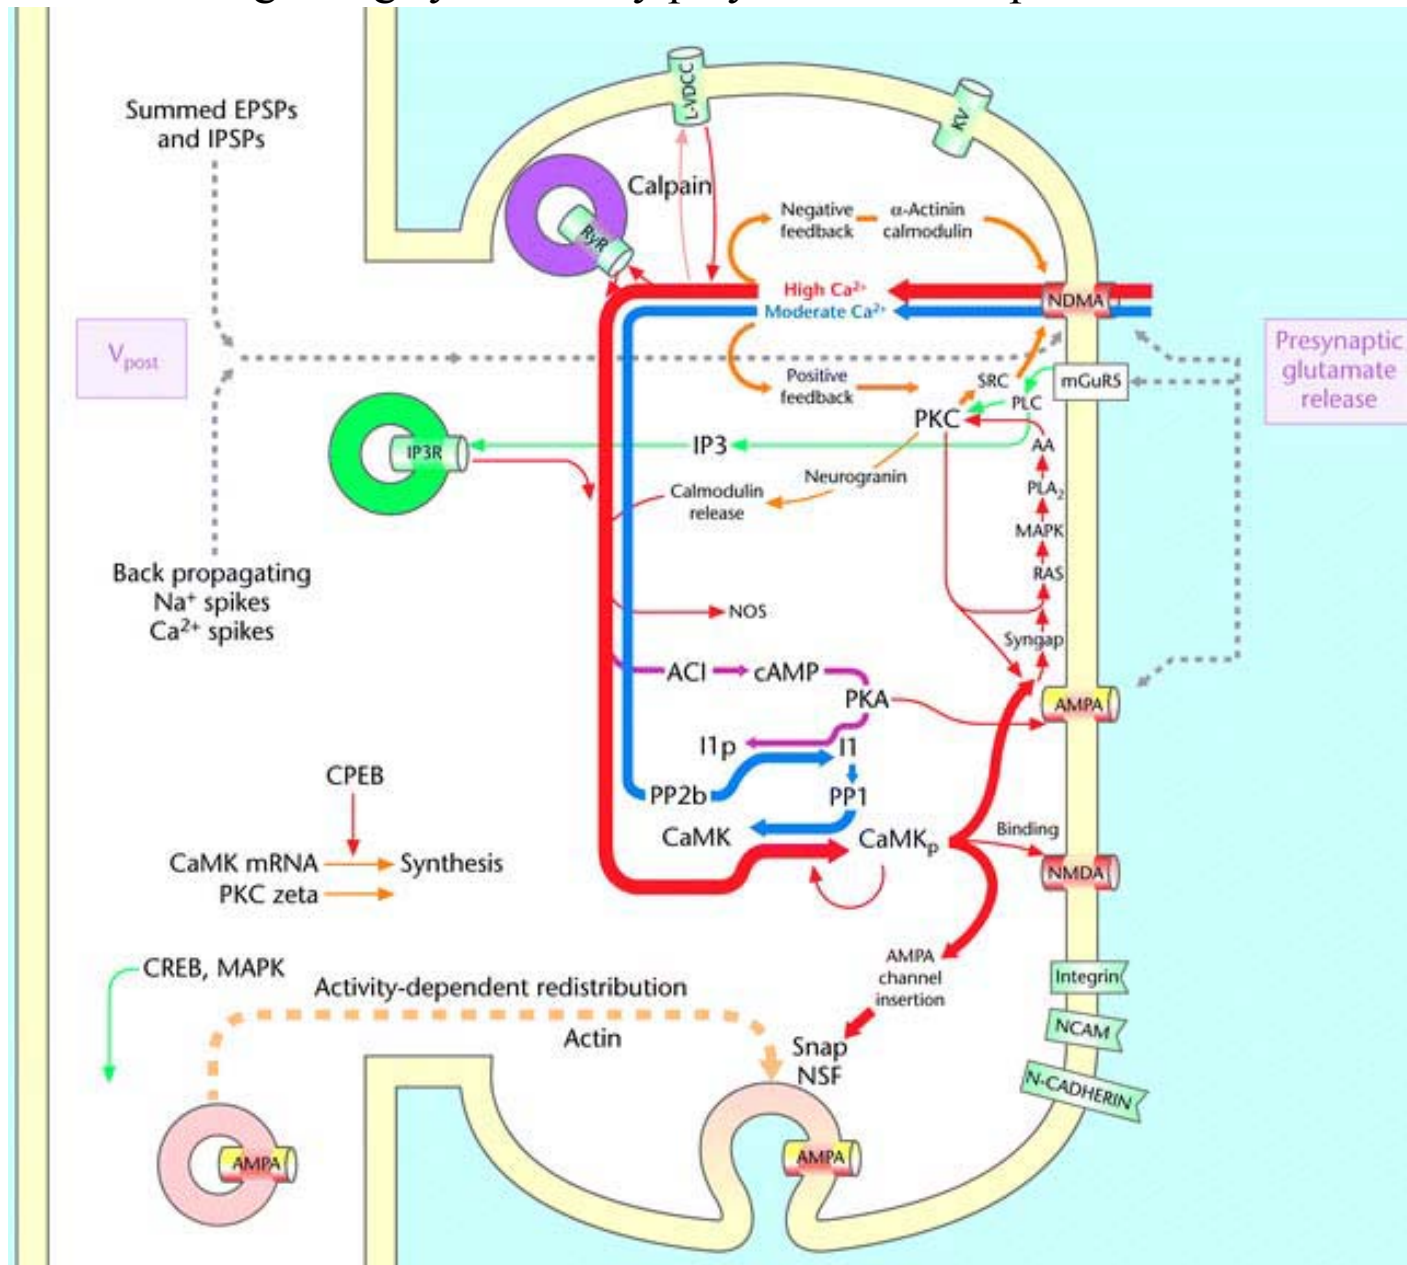 L-VDCC
KV
Summed EPSPs
and IPSPs
Calpain
RyR
Negative
feedback
α-Actinin
calmodulin
High Ca²⁺
Moderate Ca²⁺
NDMA
Vpost
Presynaptic
glutamate
release
Positive
feedback
SRC
mGuR5
PLC
PKC
IP3R
IP3
AA
Neurogranin
Calmodulin
release
PLA₂
MAPK
RAS
Back propagating
Na⁺ spikes
Ca²⁺ spikes
NOS
Syngap
ACI
cAMP
PKA
AMPA
I1p
I1
CPEB
PP2b
PP1
CaMK
CaMKp
Binding
CaMK mRNA
Synthesis
PKC zeta
NMDA
AMPA
channel
insertion
CREB, MAPK
Activity-dependent redistribution
Actin
Integrin
NCAM
N-CADHERIN
Snap
NSF
AMPA
AMPA